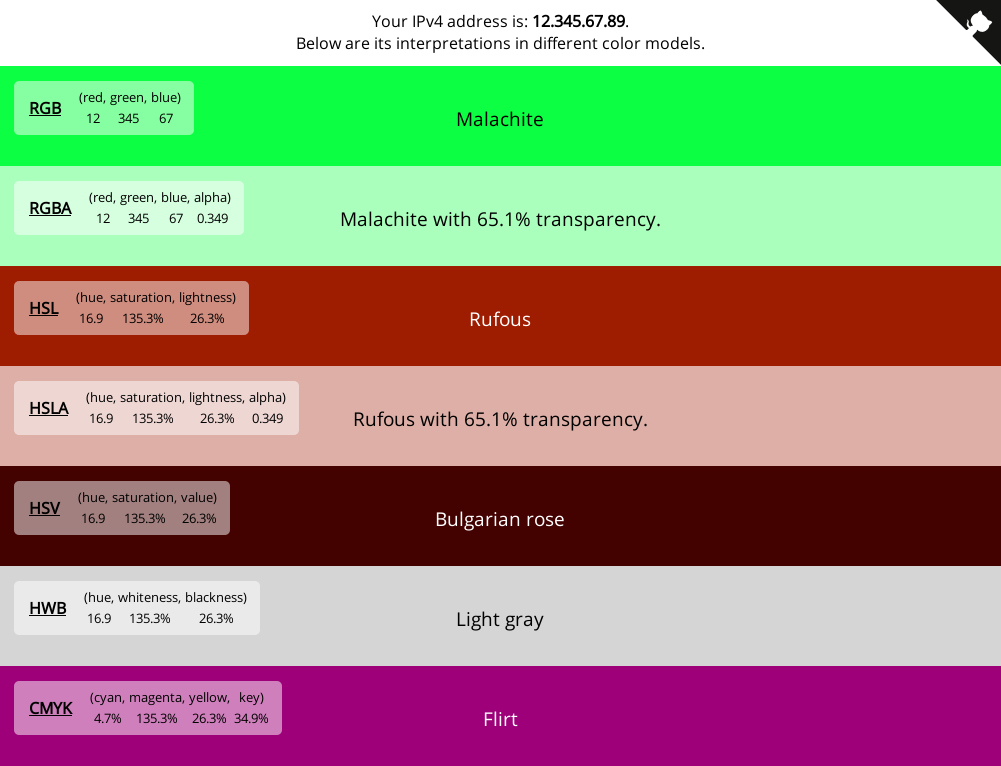 Your IPv4 address is: 12.345.67.89.
Below are its interpretations in different color models.
RGB
(red, green, blue)
12 345 67
Malachite
RGBA
(red, green, blue, alpha)
12 345 67 0.349
Malachite with 65.1% transparency.
HSL
(hue, saturation, lightness)
16.9 135.3% 26.3%
Rufous
HSLA
(hue, saturation, lightness, alpha)
16.9 135.3% 26.3% 0.349
Rufous with 65.1% transparency.
HSV
(hue, saturation, value)
16.9 135.3% 26.3%
Bulgarian rose
HWB
(hue, whiteness, blackness)
16.9 135.3% 26.3%
Light gray
CMYK
(cyan, magenta, yellow, key)
4.7% 135.3% 26.3% 34.9%
Flirt